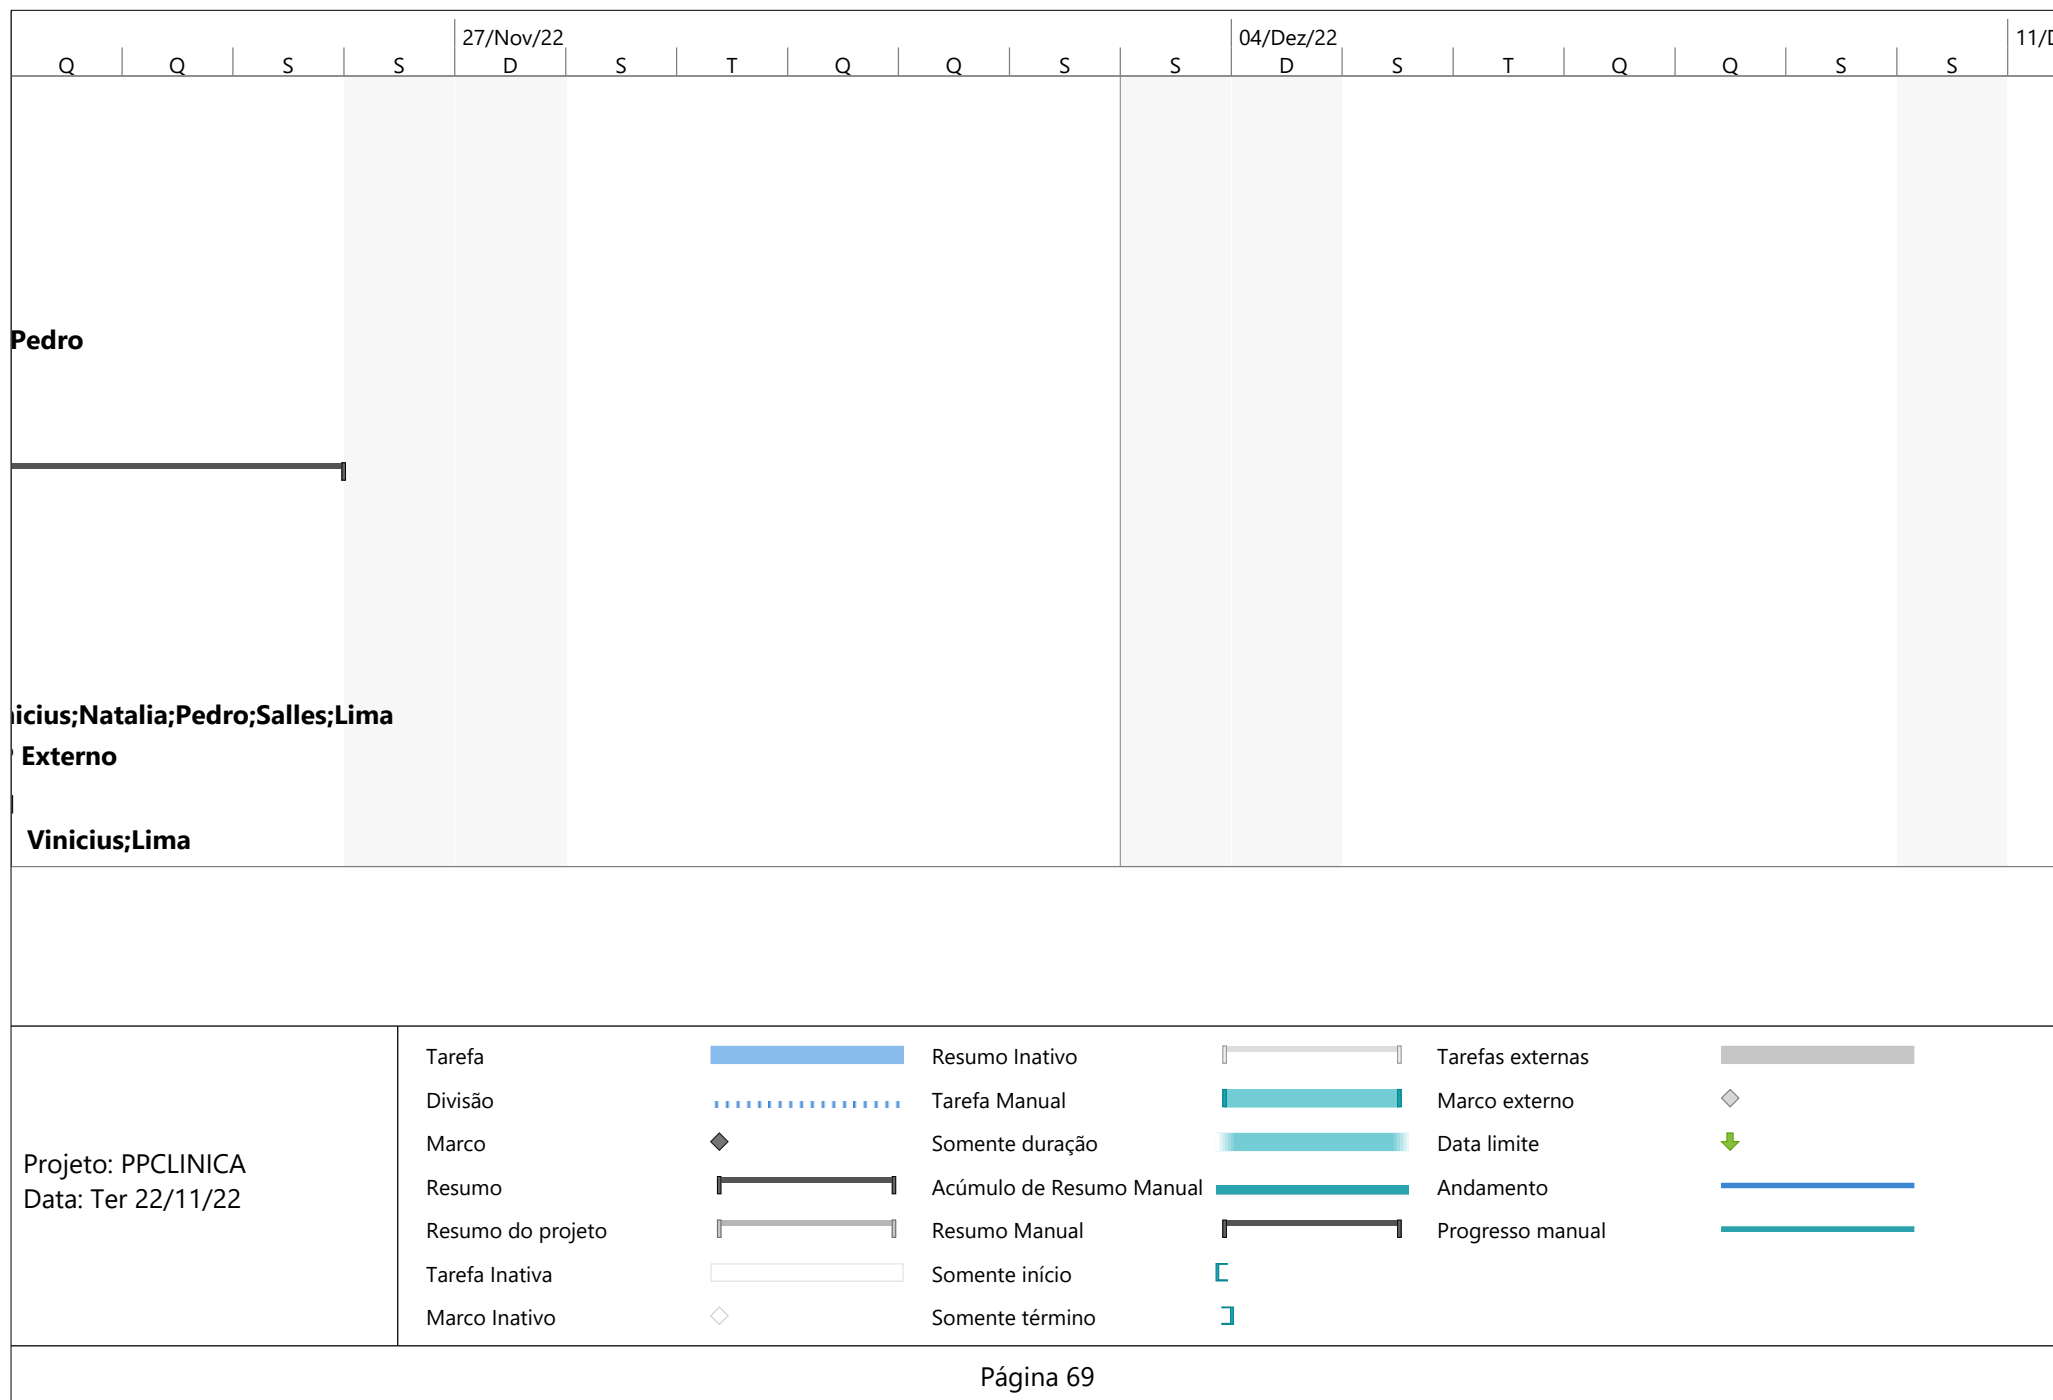 27/Nov/22 04/Dez/22 11/D
Q Q S S D S T Q Q S S D S T Q Q S S
Pedro
icius;Natalia;Pedro;Salles;Lima
Externo
Vinicius;Lima
Tarefa Resumo Inativo Tarefas externas
Divisão Tarefa Manual Marco externo
Marco Somente duração Data limite
Projeto: PPCLINICA
Data: Ter 22/11/22
Resumo Acúmulo de Resumo Manual Andamento
Resumo do projeto Resumo Manual Progresso manual
Tarefa Inativa Somente início
Marco Inativo Somente término
Página 69